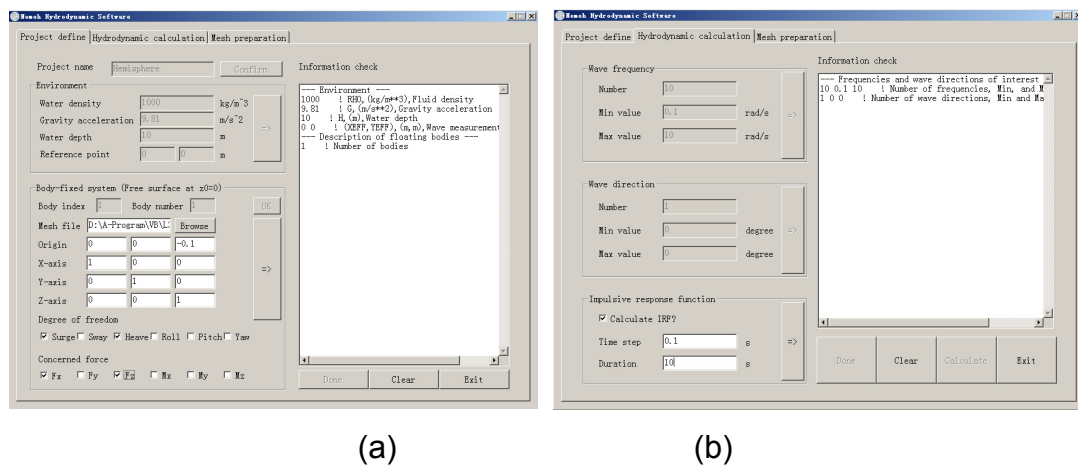 Nemoh Hydrodynamic Software
Project define Hydrodynamic calculation Mesh preparation
Project name Hemisphere Confirm
Environment
Water density 1000 kg/m^3
Gravity acceleration 9.81 m/s^2
Water depth 10 m
Reference point 0 0 m
=>
Body-fixed system (Free surface at z0=0)
Body index 1 Body number 1 OK
Mesh file D:\A-Program\VB\L: Browse
Origin 0 0 -0.1
X-axis 1 0 0
Y-axis 0 1 0
Z-axis 0 0 1
=>
Degree of freedom
Surge Sway Heave Roll Pitch Yaw
Concerned force
Fx Fy Fz Mx My Mz
Information check
--- Environment ---
1000 ! RHO,(kg/m**3),Fluid density
9.81 ! G,(m/s**2),Gravity acceleration
10 ! H,(m),Water depth
0 0 ! (XEFF,YEFF),(m,m),Wave measurement
--- Description of floating bodies ---
1 ! Number of bodies
Done Clear Exit
(a)
Nemoh Hydrodynamic Software
Project define Hydrodynamic calculation Mesh preparation
Wave frequency
Number 10
Min value 0.1 rad/s
Max value 10 rad/s
=>
Wave direction
Number 1
Min value 0 degree
Max value 0 degree
=>
Impulsive response function
Calculate IRF?
Time step 0.1 s
Duration 10 s
=>
Information check
--- Frequencies and wave directions of interest
10 0.1 10 ! Number of frequencies, Min, and M
1 0 0 ! Number of wave directions, Min and Ma
Done Clear Calculate Exit
(b)